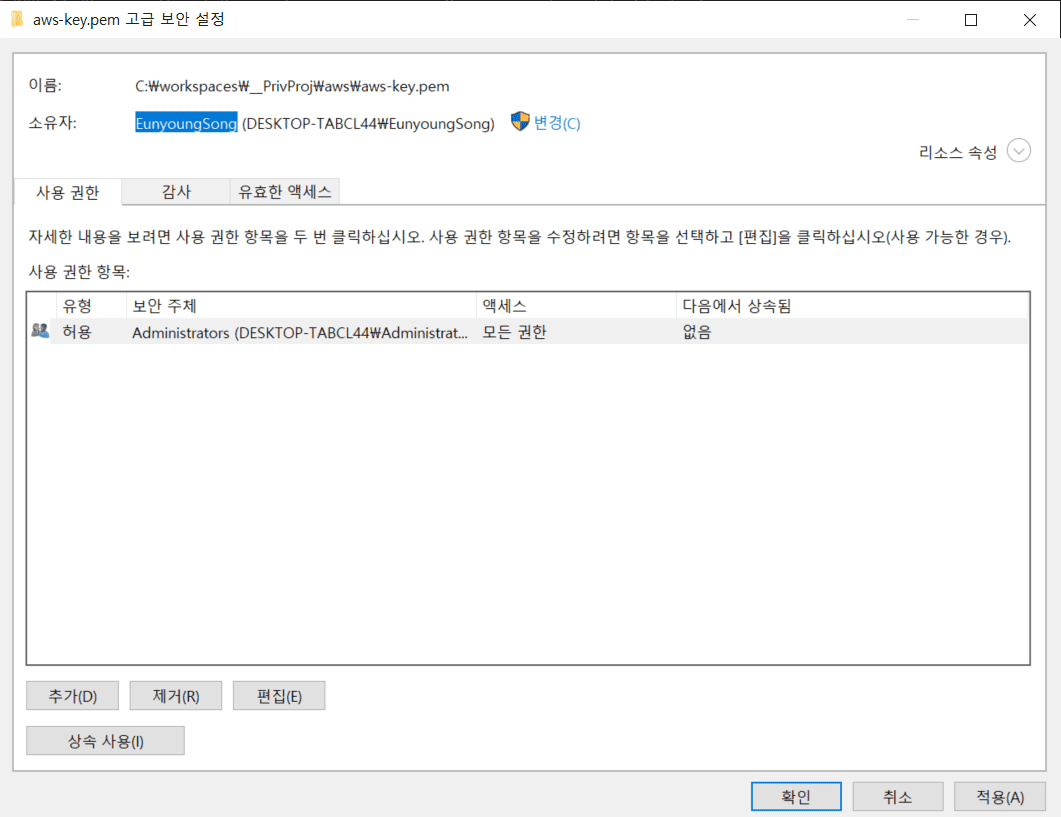 aws-key.pem 고급 보안 설정
이름: C:₩workspaces₩__PrivProj₩aws₩aws-key.pem
소유자: EunyoungSong (DESKTOP-TABCL44₩EunyoungSong) 변경(C)
리소스 속성
사용 권한 감사 유효한 액세스
자세한 내용을 보려면 사용 권한 항목을 두 번 클릭하십시오. 사용 권한 항목을 수정하려면 항목을 선택하고 [편집]을 클릭하십시오(사용 가능한 경우).
사용 권한 항목:
유형 보안 주체 액세스 다음에서 상속됨
허용 Administrators (DESKTOP-TABCL44₩Administrat... 모든 권한 없음
추가(D) 제거(R) 편집(E)
상속 사용(I)
확인 취소 적용(A)